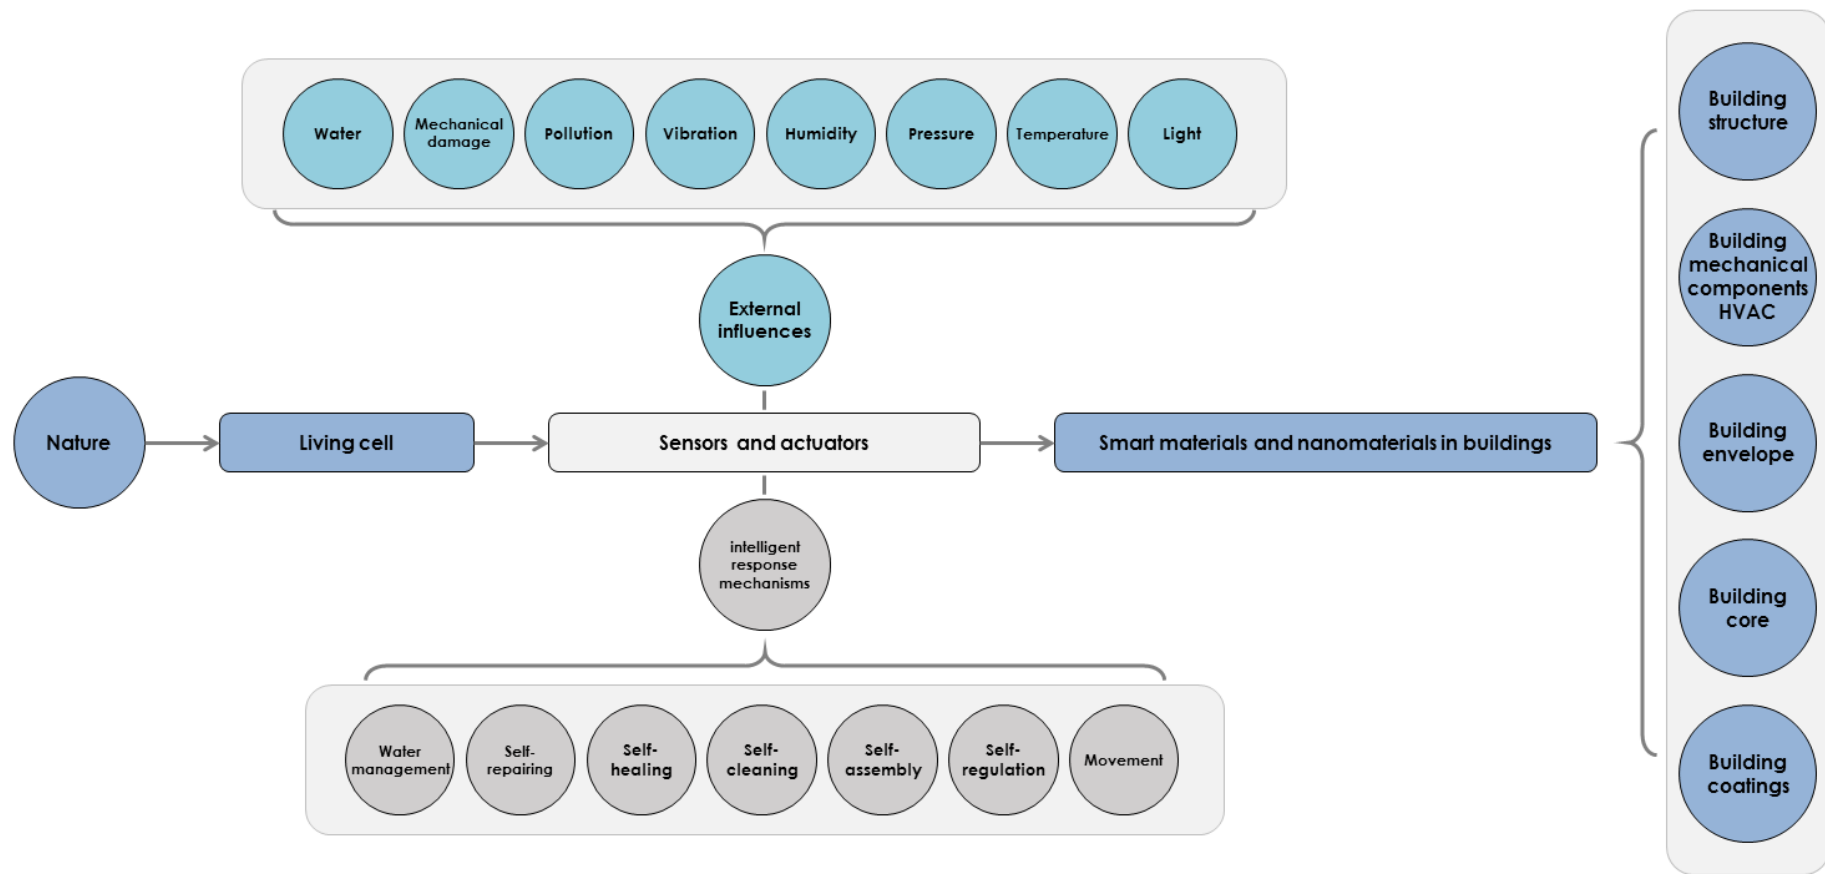 Water
Mechanical
damage
Pollution
Vibration
Humidity
Pressure
Temperature
Light
External
influences
Nature
Living cell
Sensors and actuators
Smart materials and nanomaterials in buildings
intelligent
response
mechanisms
Water
management
Self-
repairing
Self-
healing
Self-
cleaning
Self-
assembly
Self-
regulation
Movement
Building
structure
Building
mechanical
components
HVAC
Building
envelope
Building
core
Building
coatings